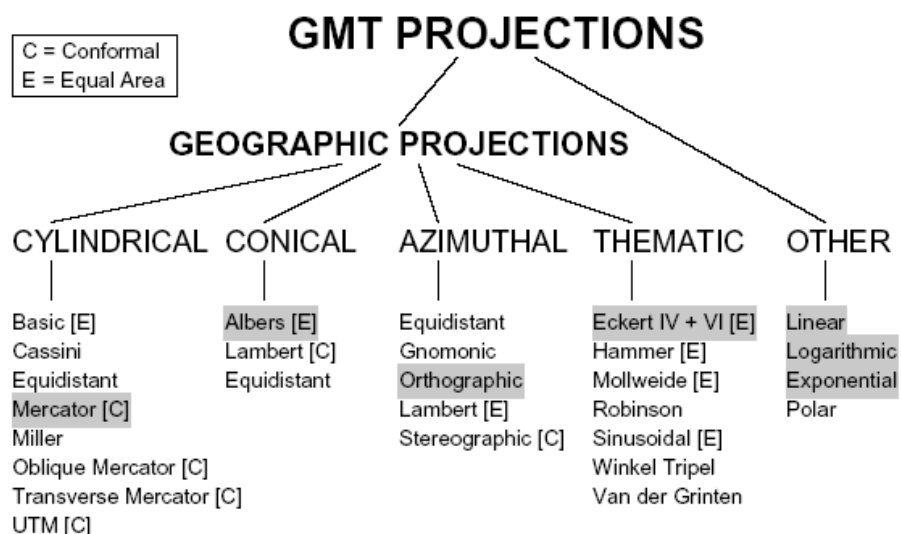 GMT PROJECTIONS
C = Conformal
E = Equal Area
GEOGRAPHIC PROJECTIONS
CYLINDRICAL
Basic [E]
Cassini
Equidistant
Mercator [C]
Miller
Oblique Mercator [C]
Transverse Mercator [C]
UTM [C]
CONICAL
Albers [E]
Lambert [C]
Equidistant
AZIMUTHAL
Equidistant
Gnomonic
Orthographic
Lambert [E]
Stereographic [C]
THEMATIC
Eckert IV + VI [E]
Hammer [E]
Mollweide [E]
Robinson
Sinusoidal [E]
Winkel Tripel
Van der Grinten
OTHER
Linear
Logarithmic
Exponential
Polar